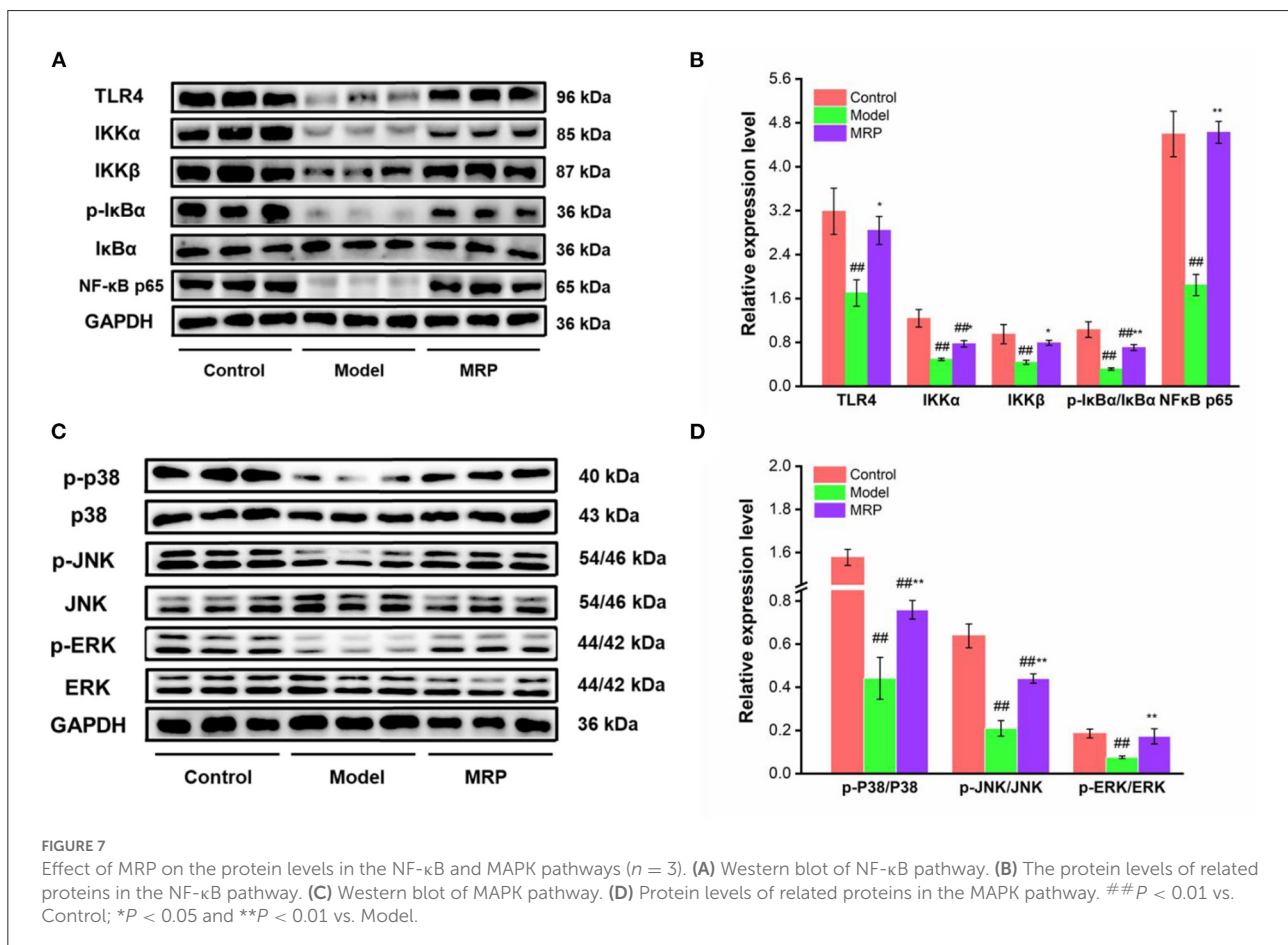 A
TLR4 96 kDa
IKKα 85 kDa
IKKβ 87 kDa
p-IκBα 36 kDa
IκBα 36 kDa
NF-κB p65 65 kDa
GAPDH 36 kDa
Control Model MRP
B
Relative expression level
5.6
4.8
4.0
3.2
2.4
1.6
0.8
0.0
Control
Model
MRP
## *
## ##*
## *
## ##**
## **
TLR4 IKKα IKKβ p-IκBα/IκBα NFκB p65
C
p-p38 40 kDa
p38 43 kDa
p-JNK 54/46 kDa
JNK 54/46 kDa
p-ERK 44/42 kDa
ERK 44/42 kDa
GAPDH 36 kDa
Control Model MRP
D
Relative expression level
2.0
1.8
1.6
0.8
0.6
0.4
0.2
0.0
Control
Model
MRP
## ##**
## ##**
## **
p-P38/P38 p-JNK/JNK p-ERK/ERK
FIGURE 7
Effect of MRP on the protein levels in the NF-κB and MAPK pathways (n = 3). (A) Western blot of NF-κB pathway. (B) The protein levels of related
proteins in the NF-κB pathway. (C) Western blot of MAPK pathway. (D) Protein levels of related proteins in the MAPK pathway. ##P < 0.01 vs.
Control; *P < 0.05 and **P < 0.01 vs. Model.